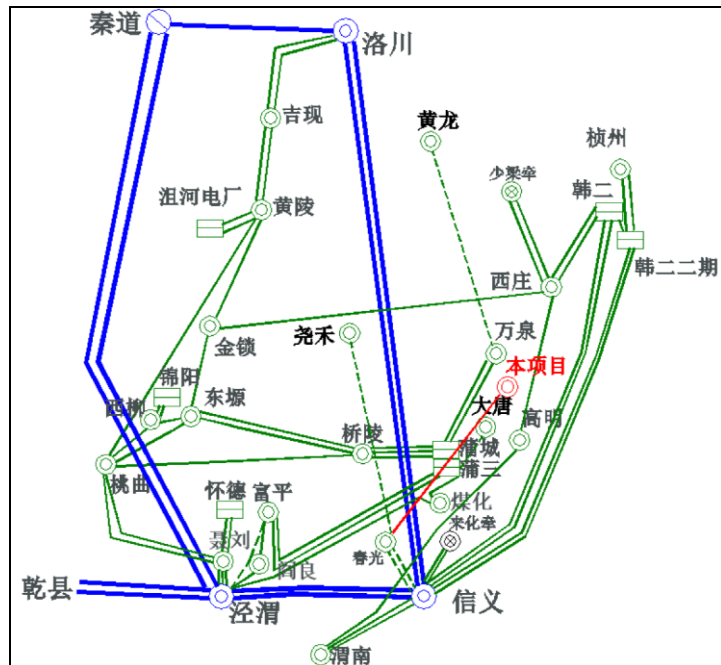 秦道
洛川
吉现
黄龙
桢州
少梁牵
韩二
沮河电厂
黄陵
韩二二期
西庄
金锁
尧禾
万泉
本项目
锦阳
西柳
东塬
大唐
高明
桥陵
蒲城
蒲三
桃曲
怀德
富平
煤化
来化牵
聂刘
阎良
春光
乾县
泾渭
信义
渭南